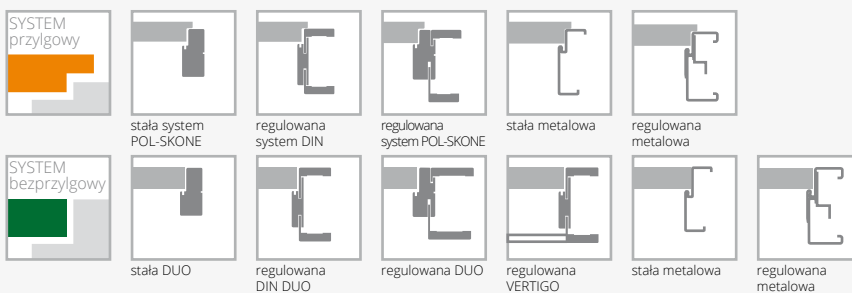 SYSTEM
przylgowy
stała system
POL-SKONE
regulowana
system DIN
regulowana
system POL-SKONE
stała metalowa
regulowana
metalowa
SYSTEM
bezprzylgowy
stała DUO
regulowana
DIN DUO
regulowana DUO
regulowana
VERTIGO
stała metalowa
regulowana
metalowa